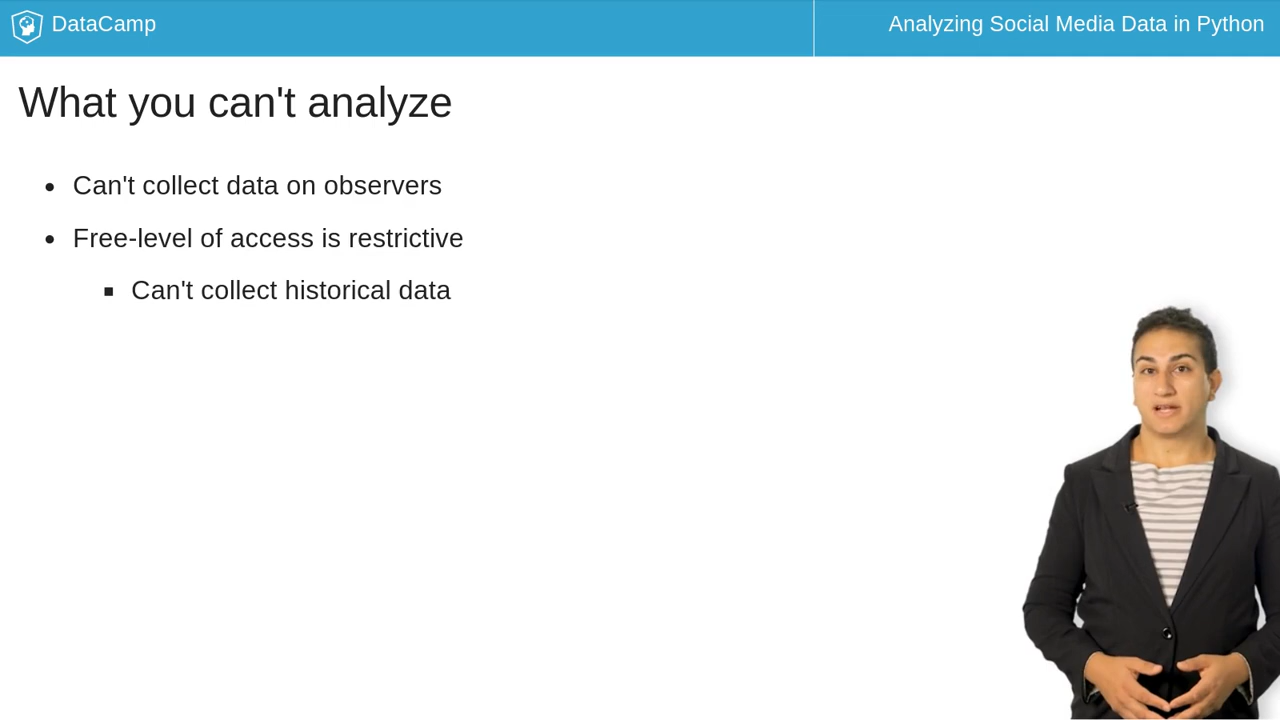 DataCamp
Analyzing Social Media Data in Python
What you can't analyze
Can't collect data on observers
Free-level of access is restrictive
Can't collect historical data